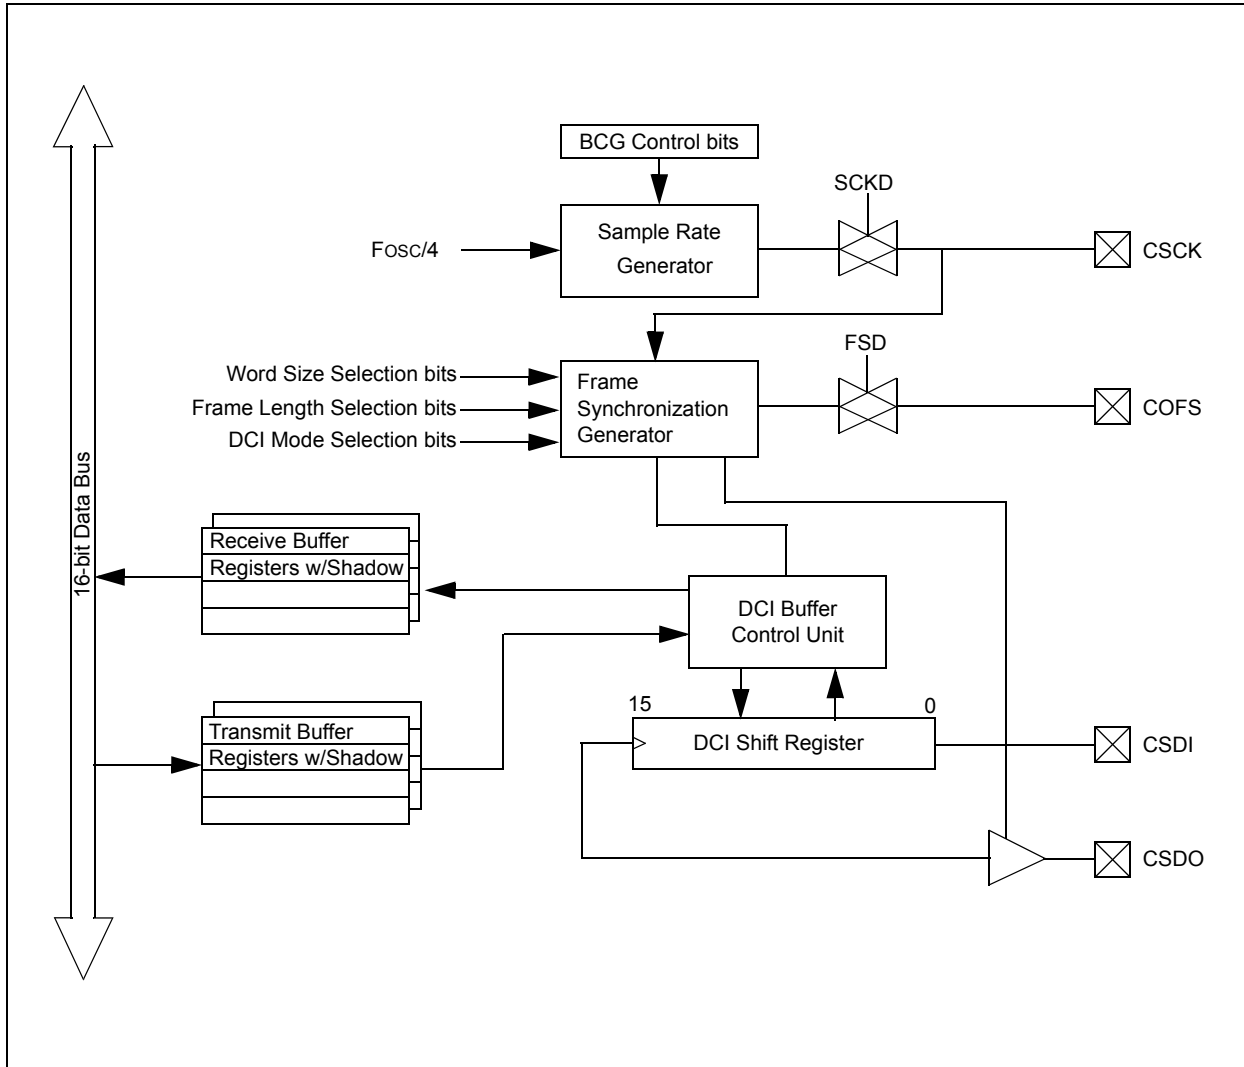 BCG Control bits
SCKD
Sample Rate
Generator
FOSC/4
CSCK
FSD
Word Size Selection bits
Frame Length Selection bits
DCI Mode Selection bits
Frame
Synchronization
Generator
COFS
16-bit Data Bus
Receive Buffer
Registers w/Shadow
DCI Buffer
Control Unit
15
0
Transmit Buffer
Registers w/Shadow
DCI Shift Register
CSDI
CSDO